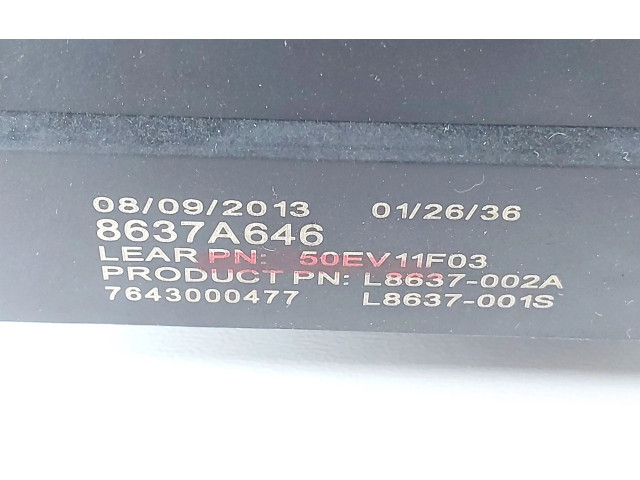 08/09/2013 01/26/36
8637A646
LEAR PN: 50EV11F03
PRODUCT PN: L8637-002A
7643000477 L8637-001S